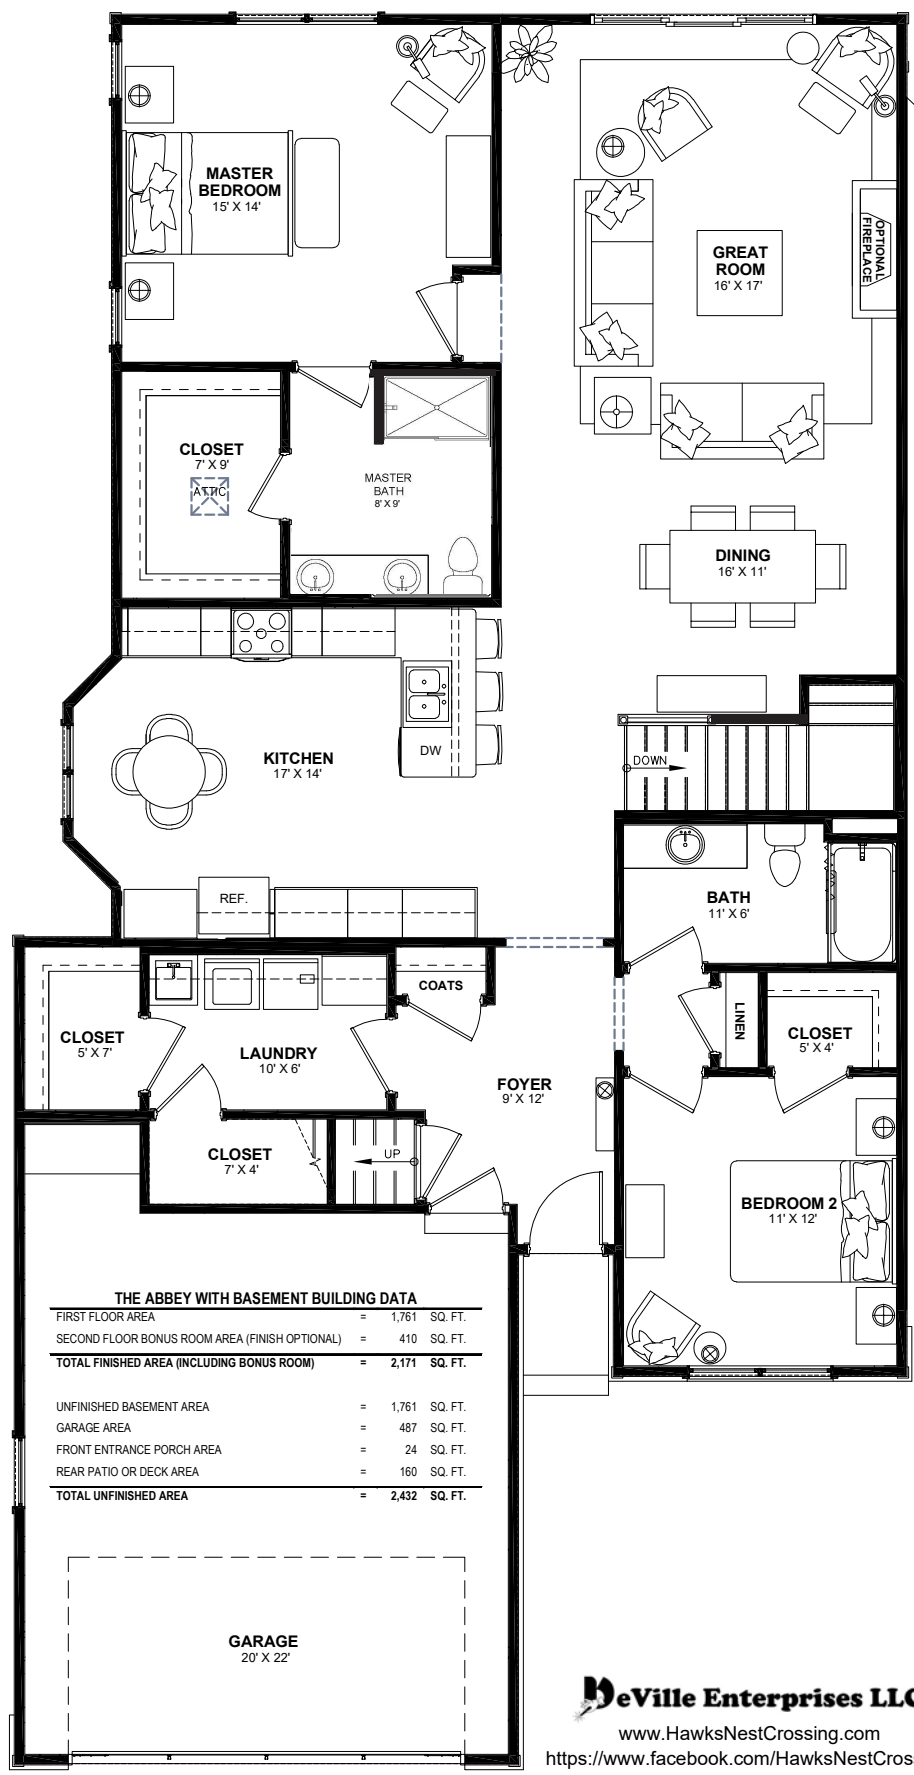 MASTER
BEDROOM
15' X 14'
GREAT
ROOM
16' X 17'
OPTIONAL
FIREPLACE
CLOSET
7' X 9'
ATTIC
MASTER
BATH
8' X 9'
DINING
16' X 11'
KITCHEN
17' X 14'
DW
DOWN
REF.
BATH
11' X 6'
COATS
LINEN
CLOSET
5' X 4'
CLOSET
5' X 7'
LAUNDRY
10' X 6'
FOYER
9' X 12'
CLOSET
7' X 4'
UP
BEDROOM 2
11' X 12'
THE ABBEY WITH BASEMENT BUILDING DATA
FIRST FLOOR AREA = 1,761 SQ. FT.
SECOND FLOOR BONUS ROOM AREA (FINISH OPTIONAL) = 410 SQ. FT.
TOTAL FINISHED AREA (INCLUDING BONUS ROOM) = 2,171 SQ. FT.
UNFINISHED BASEMENT AREA = 1,761 SQ. FT.
GARAGE AREA = 487 SQ. FT.
FRONT ENTRANCE PORCH AREA = 24 SQ. FT.
REAR PATIO OR DECK AREA = 160 SQ. FT.
TOTAL UNFINISHED AREA = 2,432 SQ. FT.
GARAGE
20' X 22'
DeVille Enterprises LLC
www.HawksNestCrossing.com
https://www.facebook.com/HawksNestCross